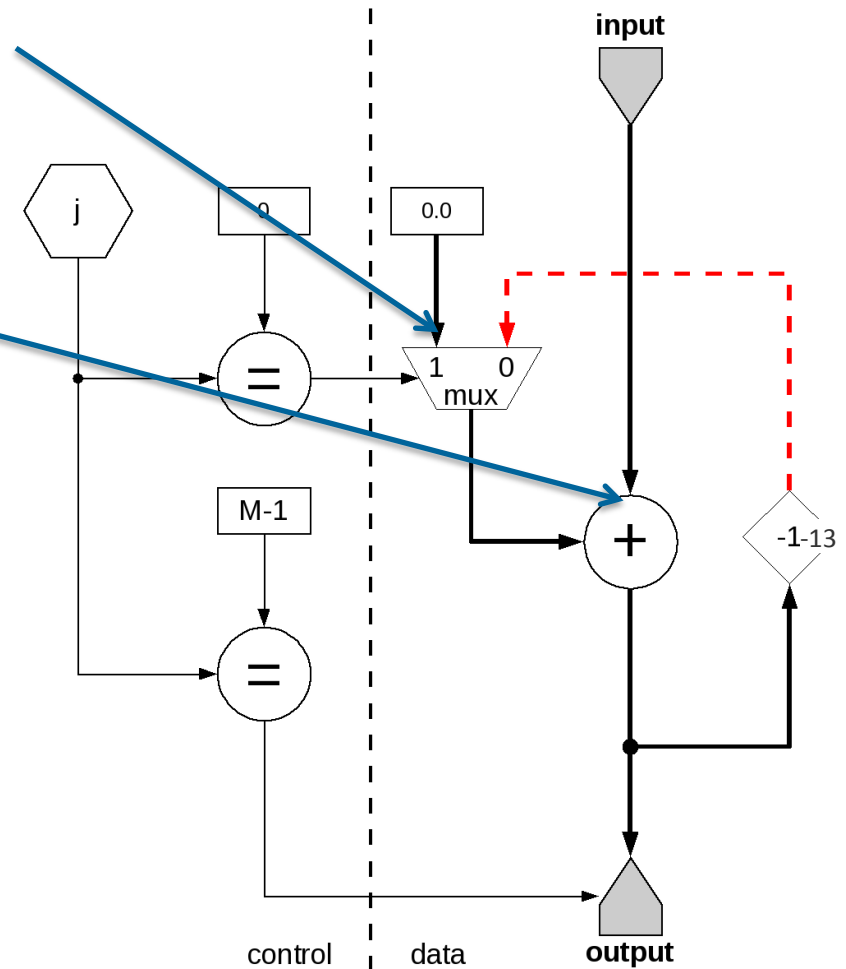 input
j
0
0.0
=
1
0
mux
M-1
+
-1-13
=
control
data
output